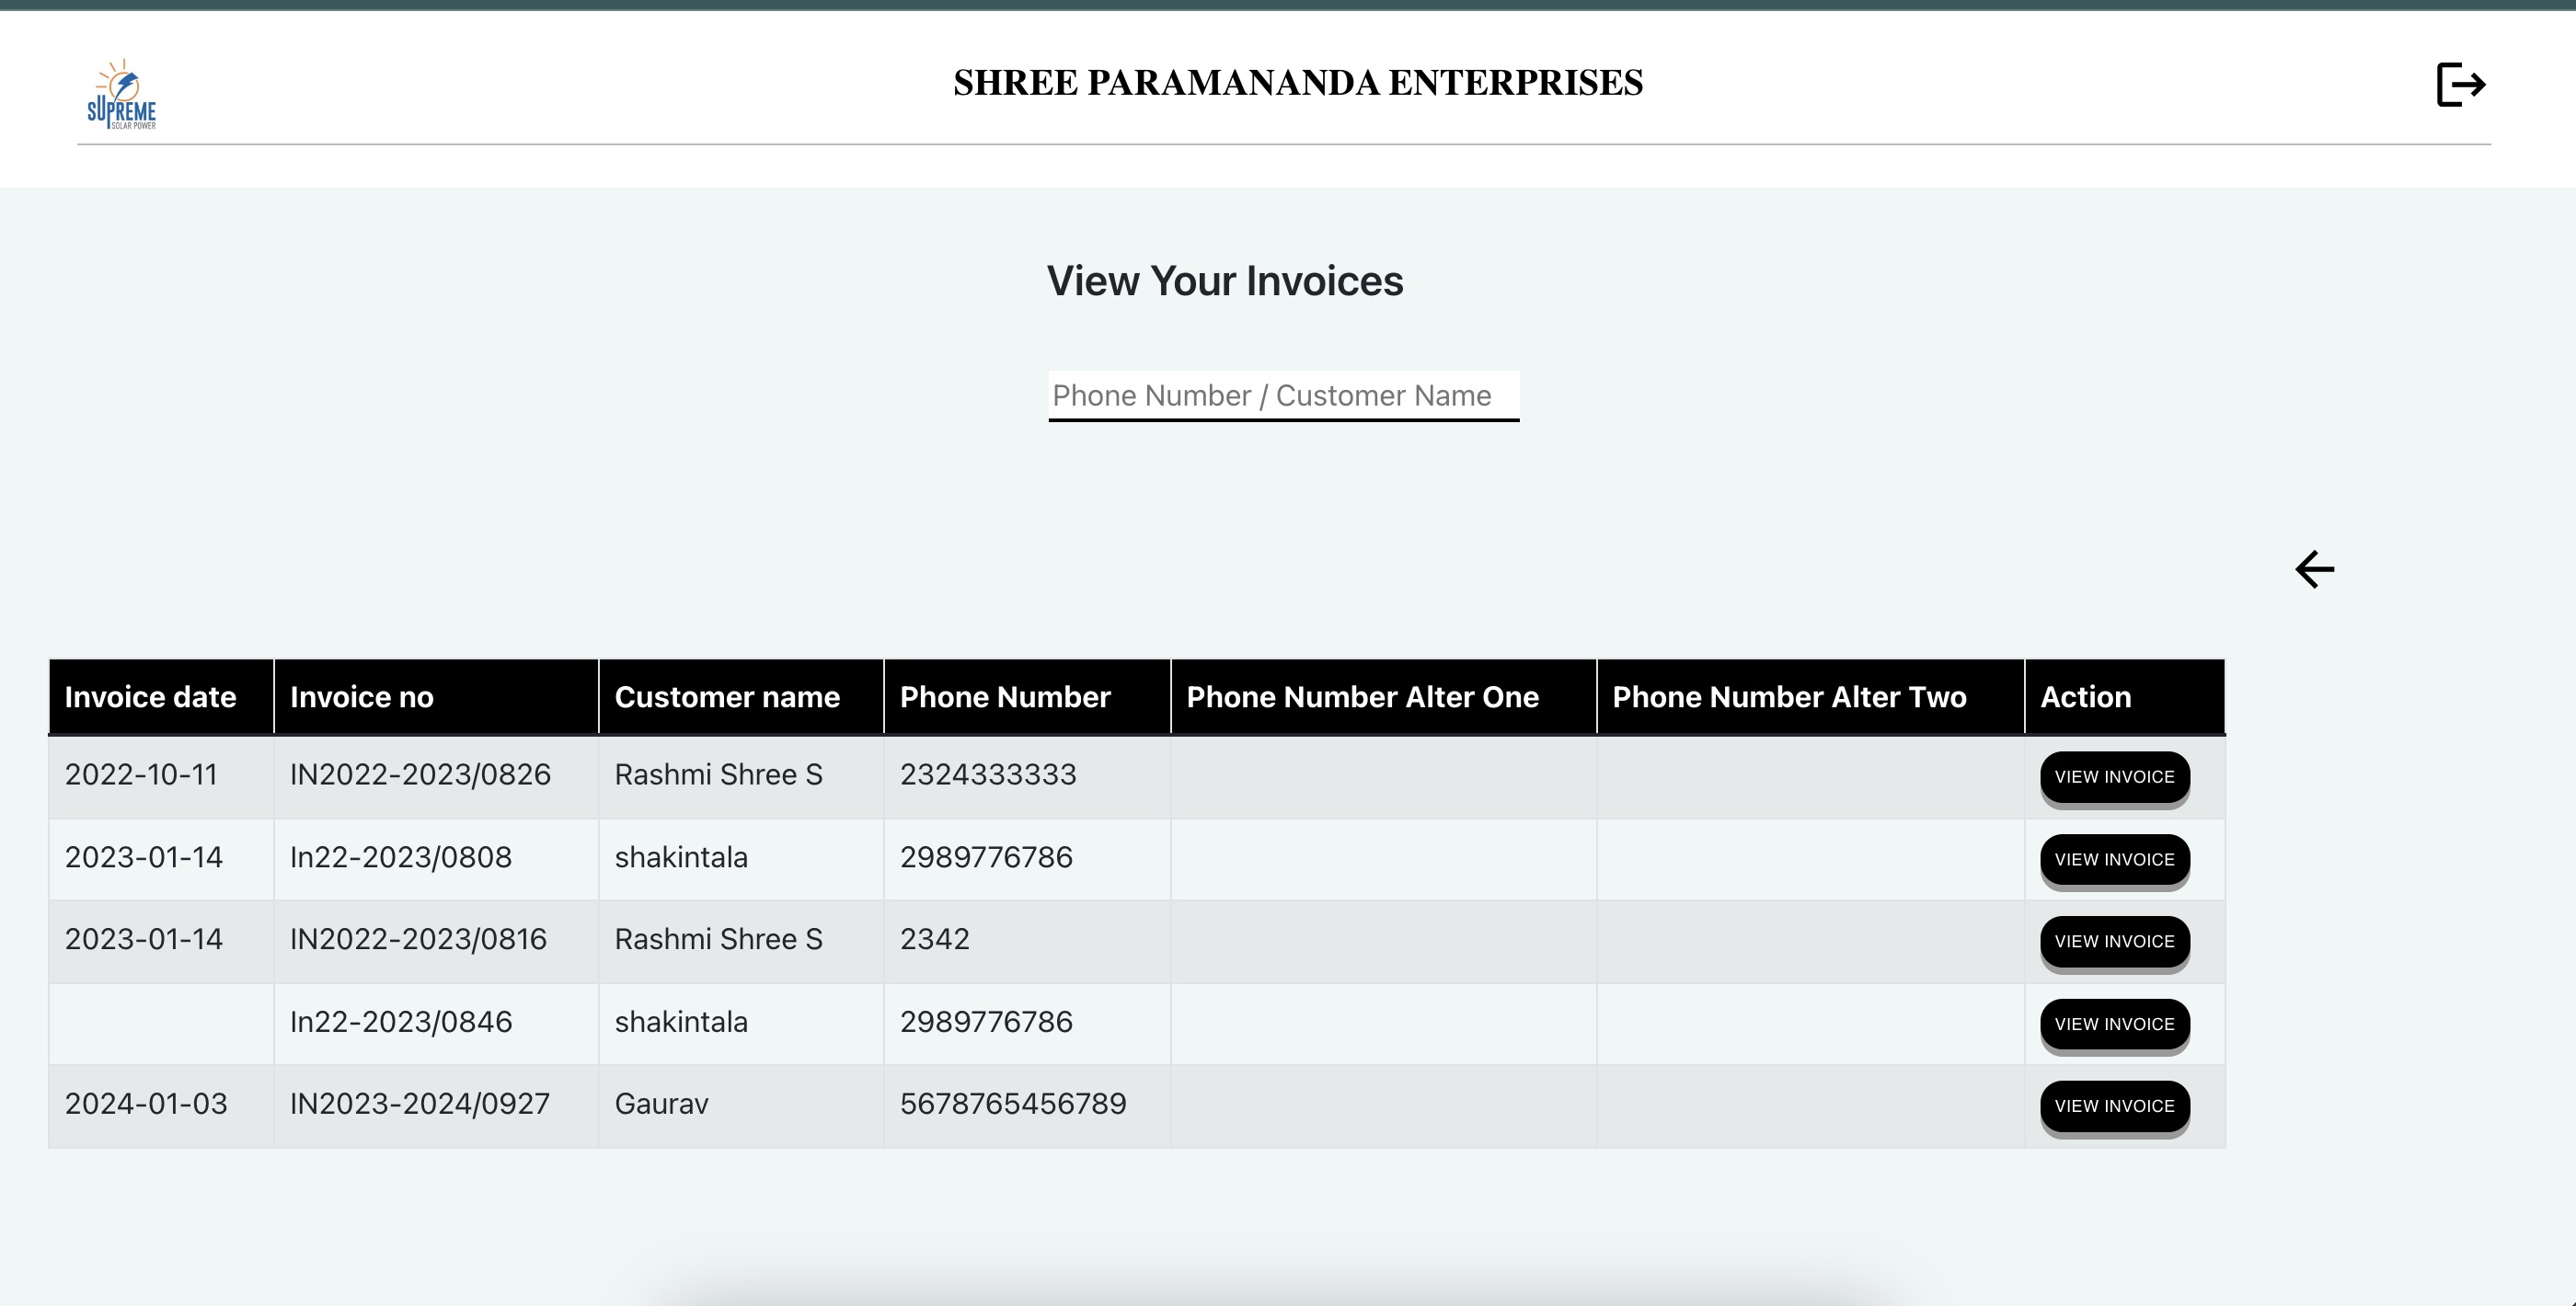 SUPREME
SOLAR POWER
SHREE PARAMANANDA ENTERPRISES
View Your Invoices
Phone Number / Customer Name
Invoice date Invoice no Customer name Phone Number Phone Number Alter One Phone Number Alter Two Action
2022-10-11 IN2022-2023/0826 Rashmi Shree S 2324333333 VIEW INVOICE
2023-01-14 In22-2023/0808 shakintala 2989776786 VIEW INVOICE
2023-01-14 IN2022-2023/0816 Rashmi Shree S 2342 VIEW INVOICE
In22-2023/0846 shakintala 2989776786 VIEW INVOICE
2024-01-03 IN2023-2024/0927 Gaurav 5678765456789 VIEW INVOICE